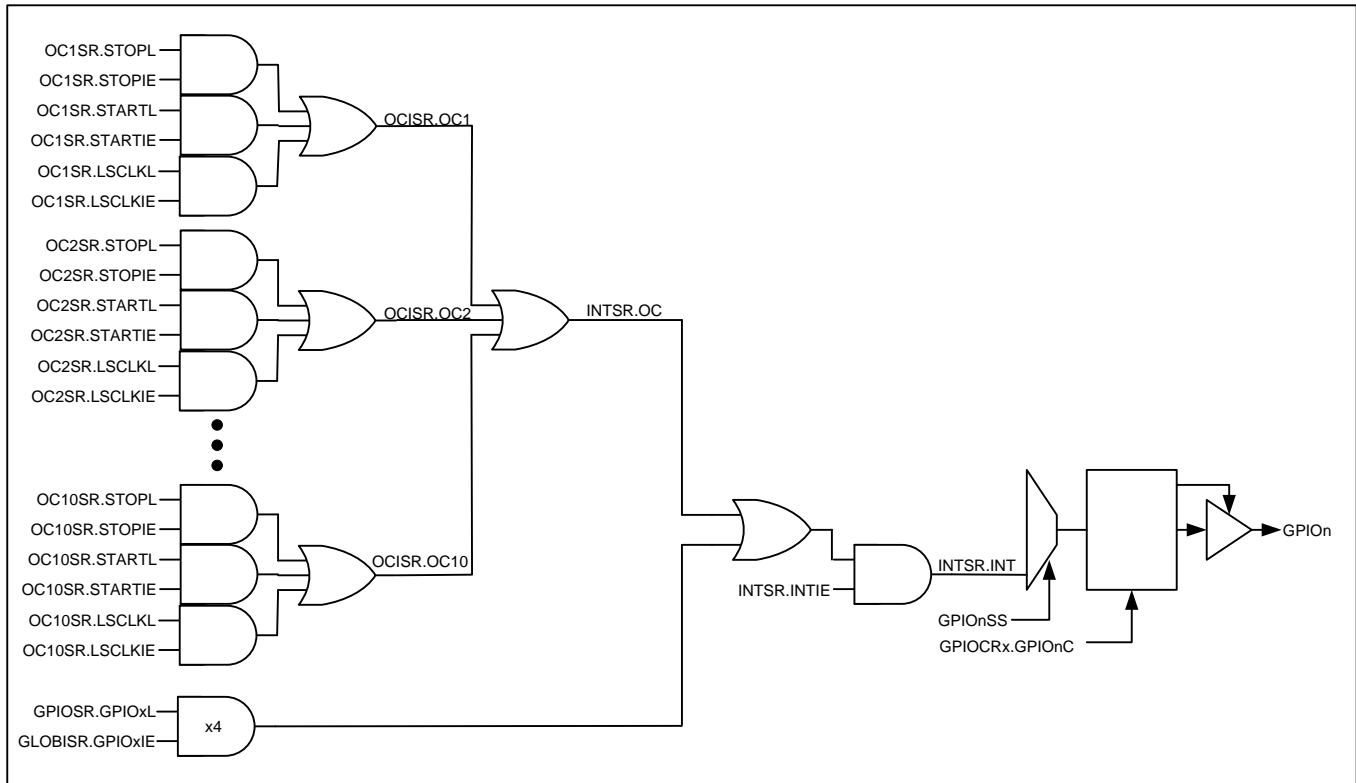 OC1SR.STOPL
OC1SR.STOPIE
OC1SR.STARTL
OCISR.OC1
OC1SR.STARTIE
OC1SR.LSCLKL
OC1SR.LSCLKIE
OC2SR.STOPL
OC2SR.STOPIE
OC2SR.STARTL
OCISR.OC2
INTSR.OC
OC2SR.STARTIE
OC2SR.LSCLKL
OC2SR.LSCLKIE
OC10SR.STOPL
OC10SR.STOPIE
GPIOn
OC10SR.STARTL
OCISR.OC10
INTSR.INT
OC10SR.STARTIE
INTSR.INTIE
OC10SR.LSCLKL
GPIOnSS
OC10SR.LSCLKIE
GPIOCRx.GPIOnC
GPIOSR.GPIOxL
x4
GLOBISR.GPIOxIE